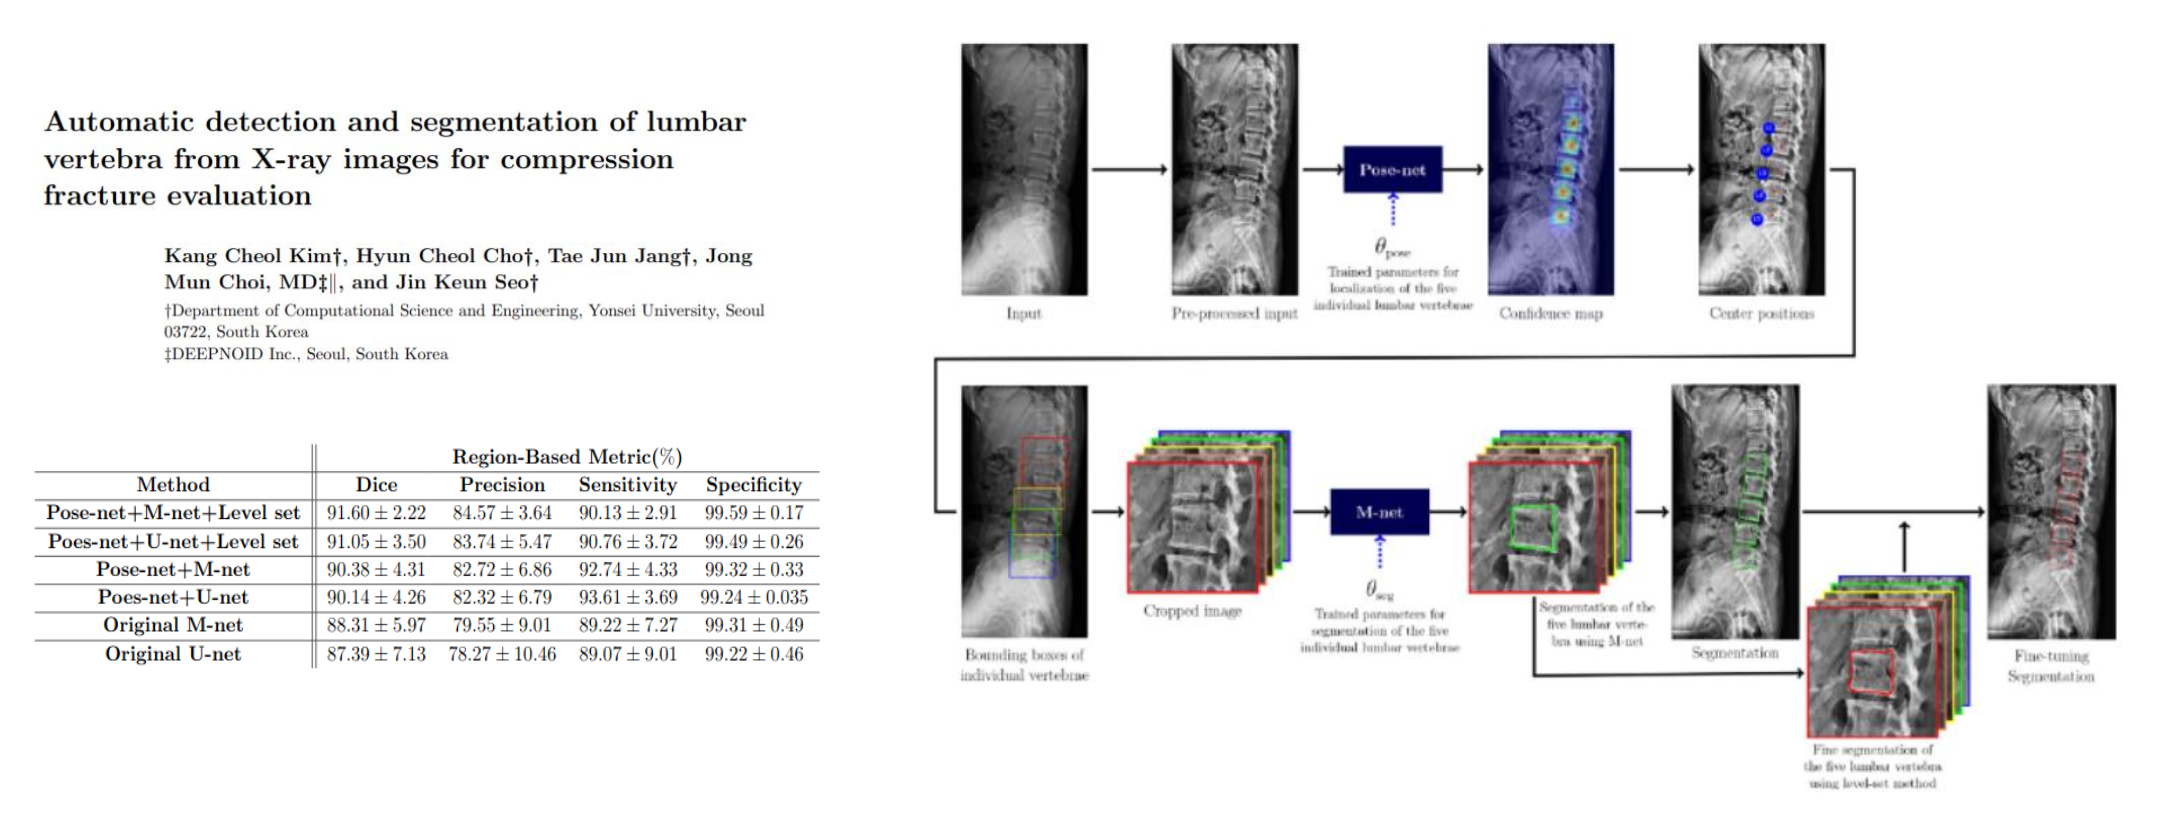 Automatic detection and segmentation of lumbar
vertebra from X-ray images for compression
fracture evaluation
Kang Cheol Kim†, Hyun Cheol Cho†, Tae Jun Jang†, Jong
Mun Choi, MD‡∥, and Jin Keun Seo†
†Department of Computational Science and Engineering, Yonsei University, Seoul
03722, South Korea
‡DEEPNOID Inc., Seoul, South Korea
Region-Based Metric(%)
Method Dice Precision Sensitivity Specificity
Pose-net+M-net+Level set 91.60 ± 2.22 84.57 ± 3.64 90.13 ± 2.91 99.59 ± 0.17
Poes-net+U-net+Level set 91.05 ± 3.50 83.74 ± 5.47 90.76 ± 3.72 99.49 ± 0.26
Pose-net+M-net 90.38 ± 4.31 82.72 ± 6.86 92.74 ± 4.33 99.32 ± 0.33
Poes-net+U-net 90.14 ± 4.26 82.32 ± 6.79 93.61 ± 3.69 99.24 ± 0.035
Original M-net 88.31 ± 5.97 79.55 ± 9.01 89.22 ± 7.27 99.31 ± 0.49
Original U-net 87.39 ± 7.13 78.27 ± 10.46 89.07 ± 9.01 99.22 ± 0.46
Pose-net
θpose
Trained parameters for
localization of the five
individual lumbar vertebrae
Input
Pre-processed input
Confidence map
Center positions
M-net
θseg
Trained parameters for
segmentation of the five
individual lumbar vertebrae
Bounding boxes of
individual vertebrae
Cropped image
Segmentation of the
five lumbar verte-
bra using M-net
Segmentation
Fine-tuning
Segmentation
Fine segmentation of
the five lumbar vertebra
using level-set method